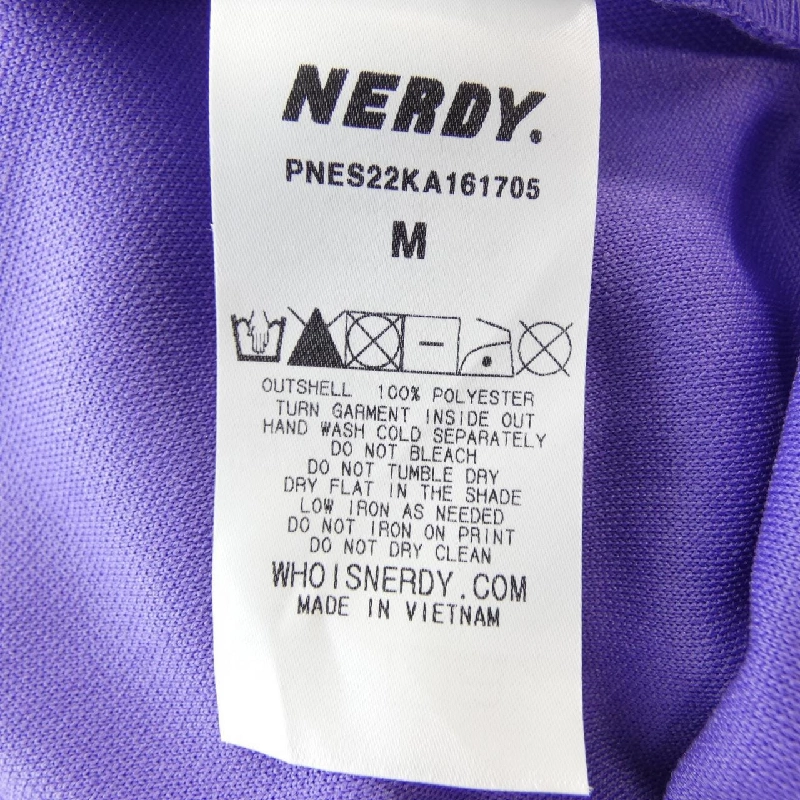 NERDY.
PNES22KA161705
M
OUTSHELL 100% POLYESTER
TURN GARMENT INSIDE OUT
HAND WASH COLD SEPARATELY
DO NOT BLEACH
DO NOT TUMBLE DRY
DRY FLAT IN THE SHADE
LOW IRON AS NEEDED
DO NOT IRON ON PRINT
DO NOT DRY CLEAN
WHOISNERDY.COM
MADE IN VIETNAM